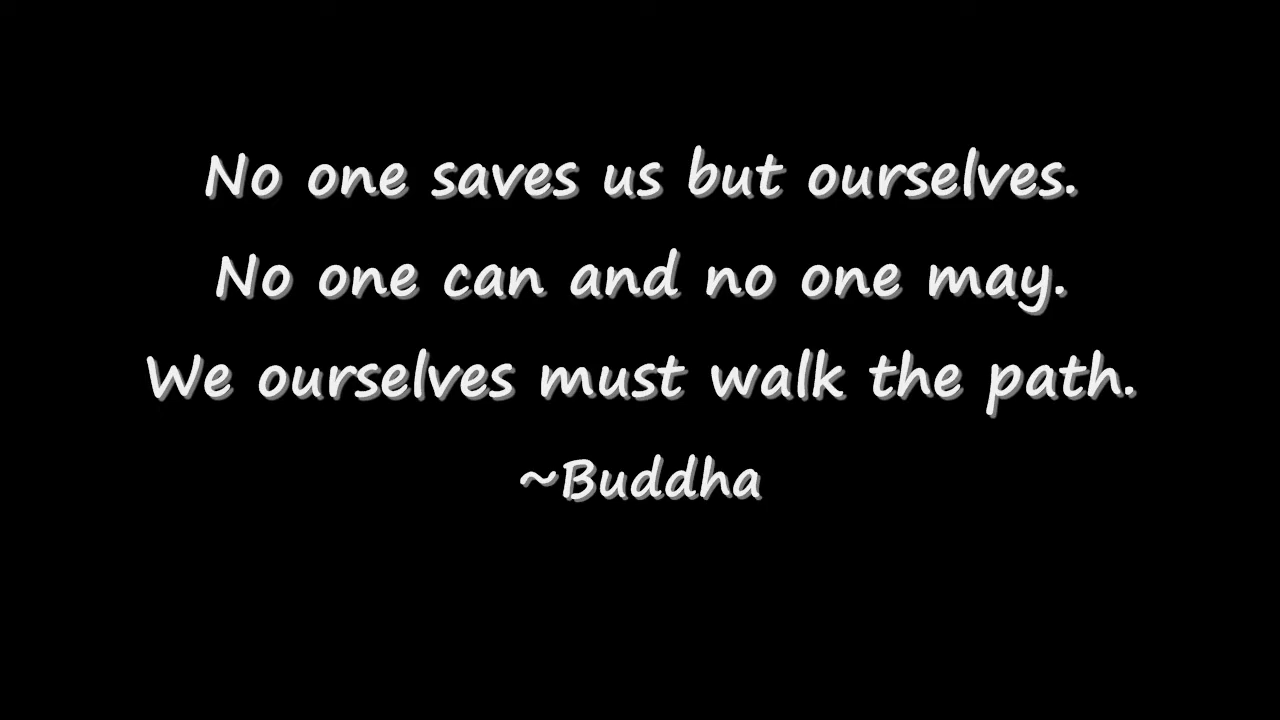 No one saves us but ourselves.
No one can and no one may.
We ourselves must walk the path.
~Buddha